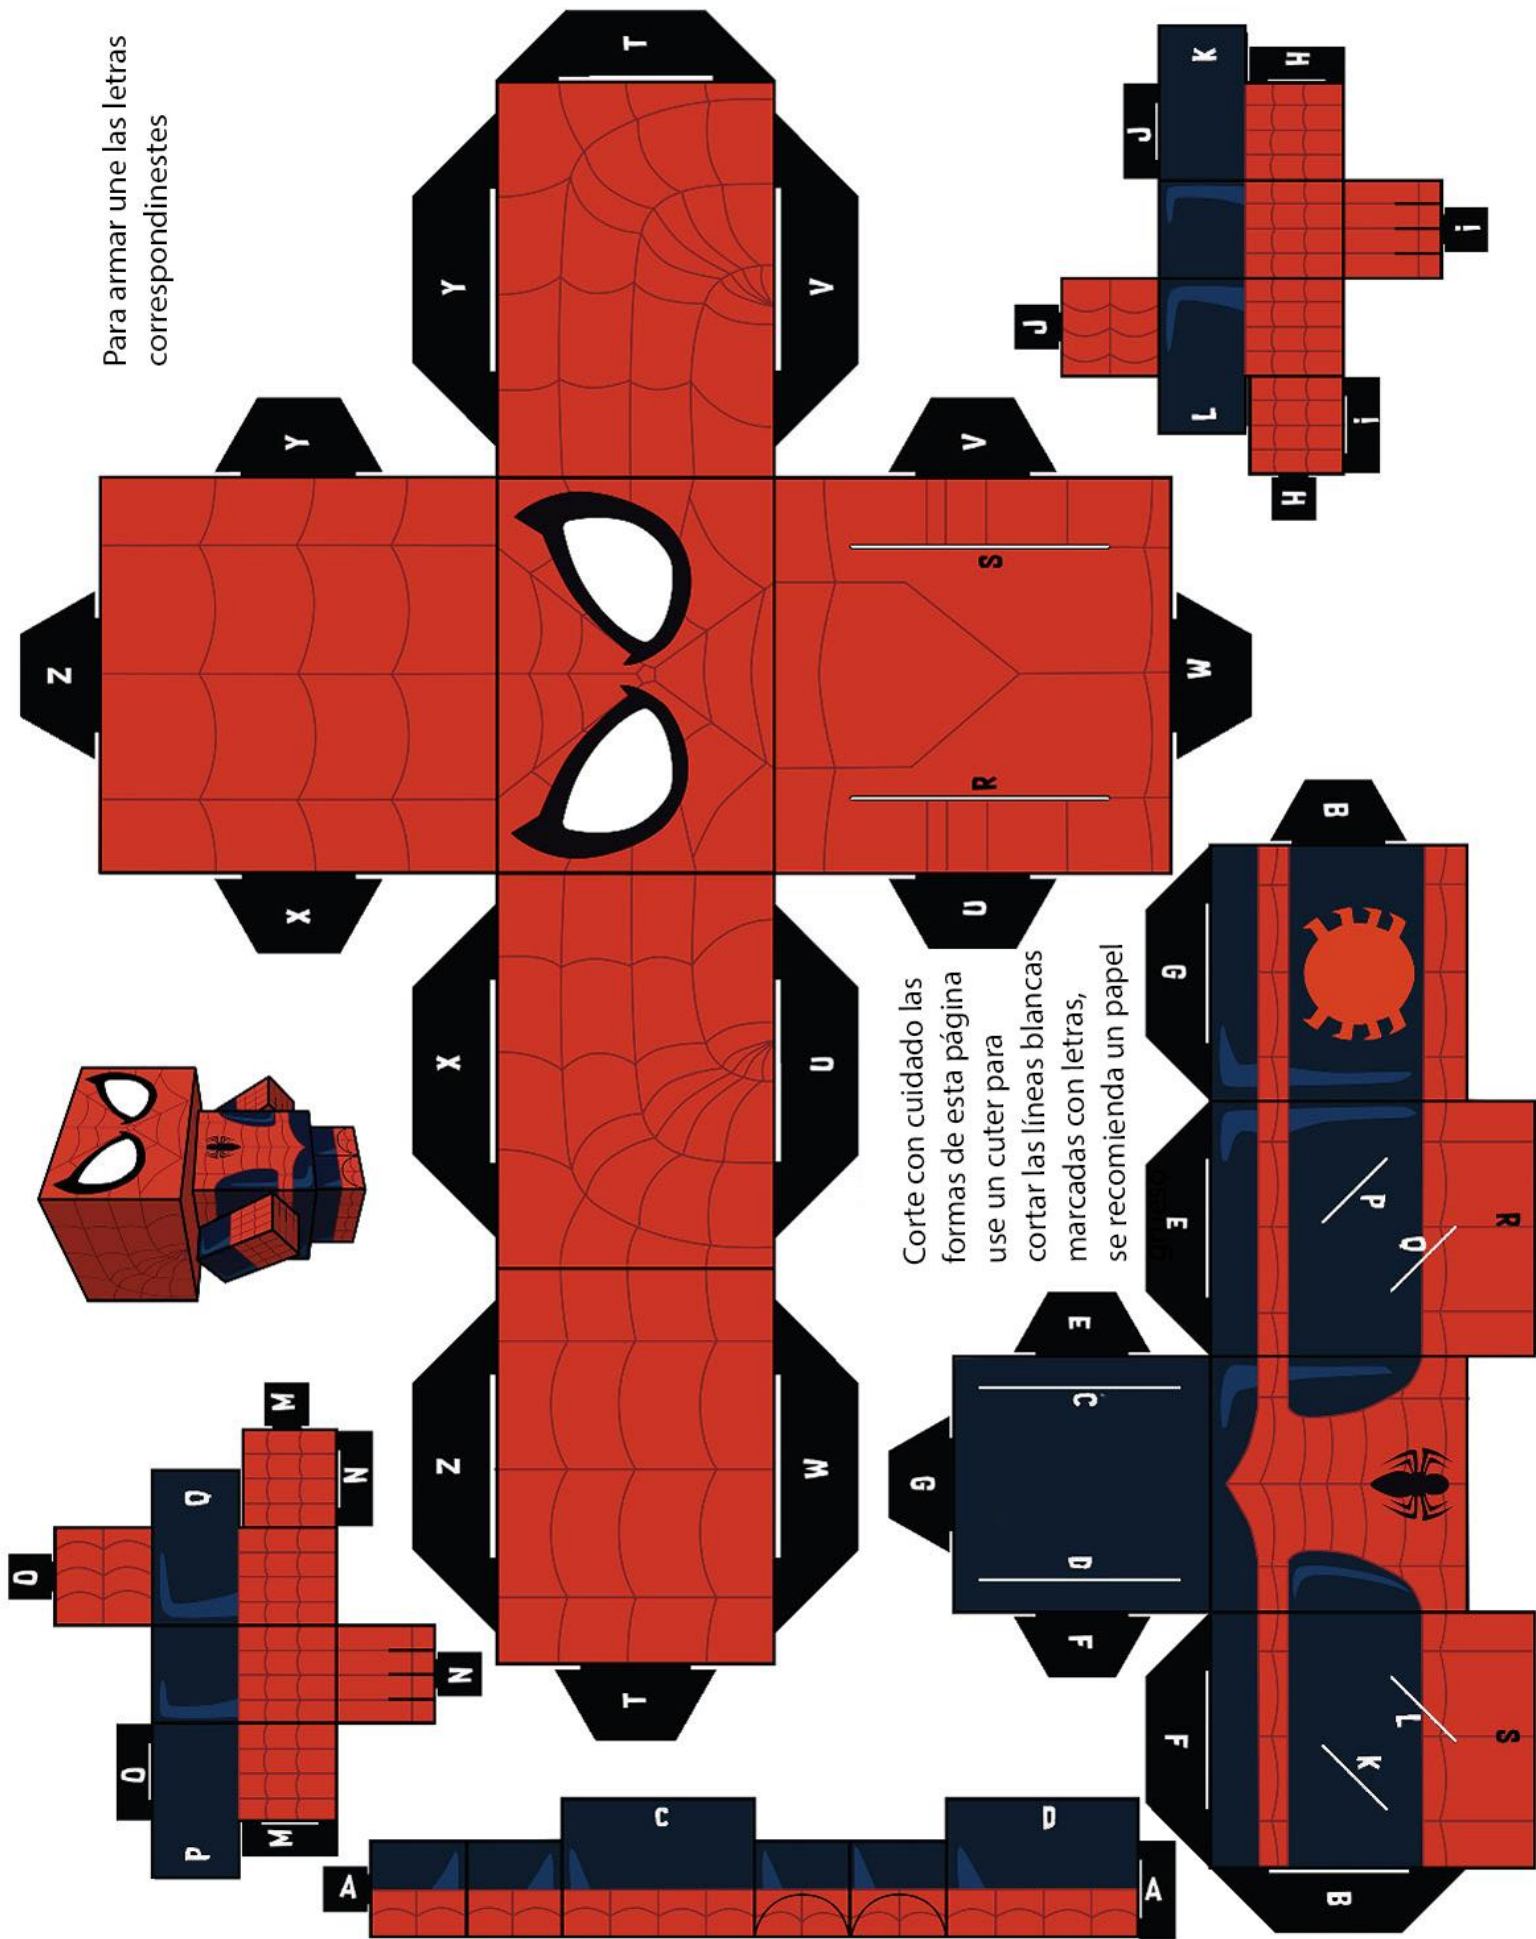 Para armar une las letras
correspondinestes
T
K
H
J
Y
V
i
J
L
i
Y
V
H
S
Z
W
R
B
X
U
G
X
U
Corte con cuidado las
formas de esta página
use un cuter para
cortar las líneas blancas
marcadas con letras,
se recomienda un papel
P
E
R
Q
E
C
M
Z
W
G
N
Q
D
O
F
N
T
L
S
F
K
O
C
D
M
P
A
A
B